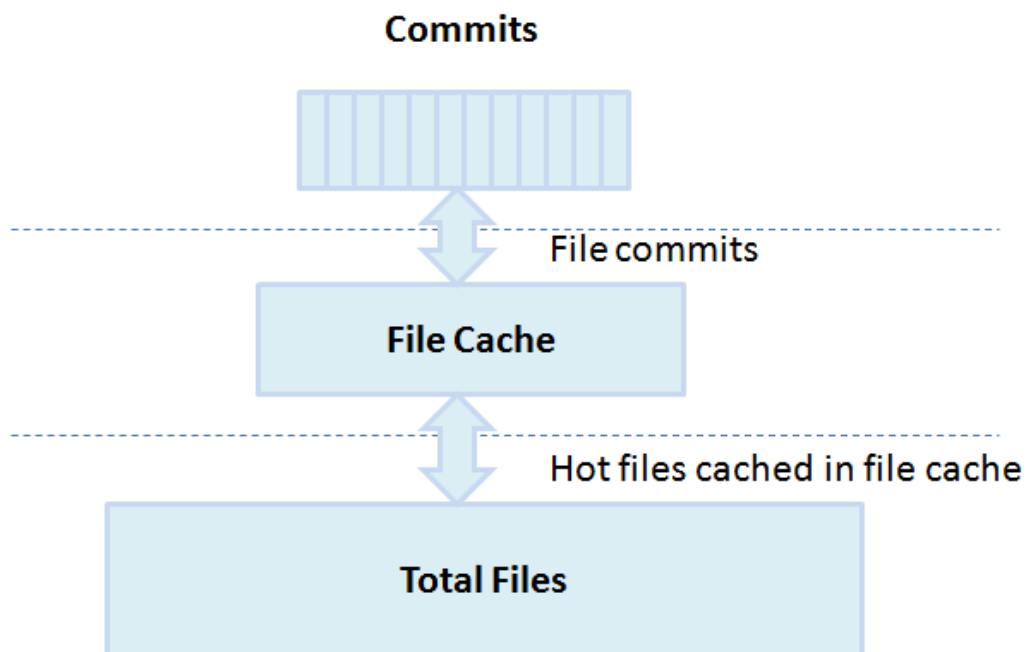 Commits
File commits
File Cache
Hot files cached in file cache
Total Files